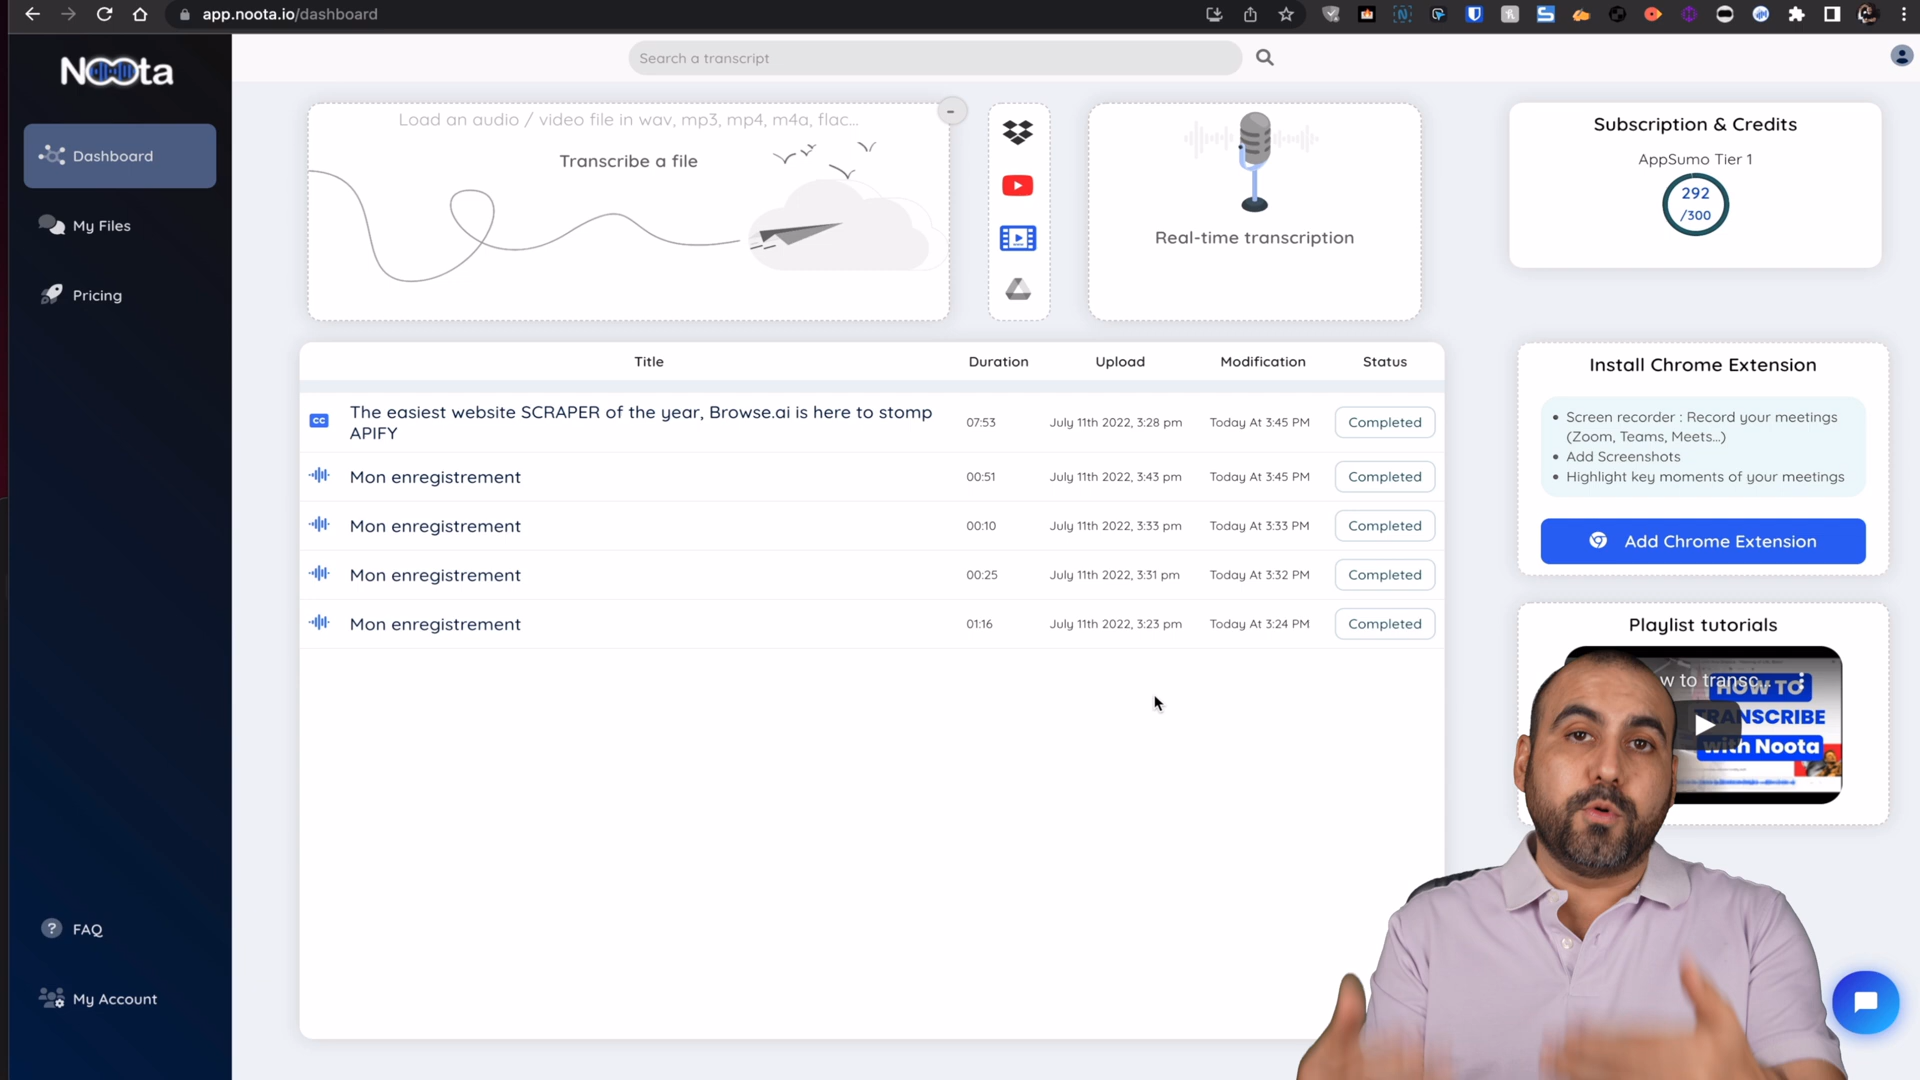 app.noota.io/dashboard
Noota
Search a transcript
Dashboard
My Files
Pricing
FAQ
My Account
Load an audio / video file in wav, mp3, mp4, m4a, flac...
Transcribe a file
Real-time transcription
Subscription & Credits
AppSumo Tier 1
292
/300
Title Duration Upload Modification Status
CC The easiest website SCRAPER of the year, Browse.ai is here to stomp
APIFY 07:53 July 11th 2022, 3:28 pm Today At 3:45 PM Completed
Mon enregistrement 00:51 July 11th 2022, 3:43 pm Today At 3:45 PM Completed
Mon enregistrement 00:10 July 11th 2022, 3:33 pm Today At 3:33 PM Completed
Mon enregistrement 00:25 July 11th 2022, 3:31 pm Today At 3:32 PM Completed
Mon enregistrement 01:16 July 11th 2022, 3:23 pm Today At 3:24 PM Completed
Install Chrome Extension
• Screen recorder : Record your meetings
(Zoom, Teams, Meets...)
• Add Screenshots
• Highlight key moments of your meetings
Add Chrome Extension
Playlist tutorials
w to transc...
HOW TO
TRANSCRIBE
with Noota